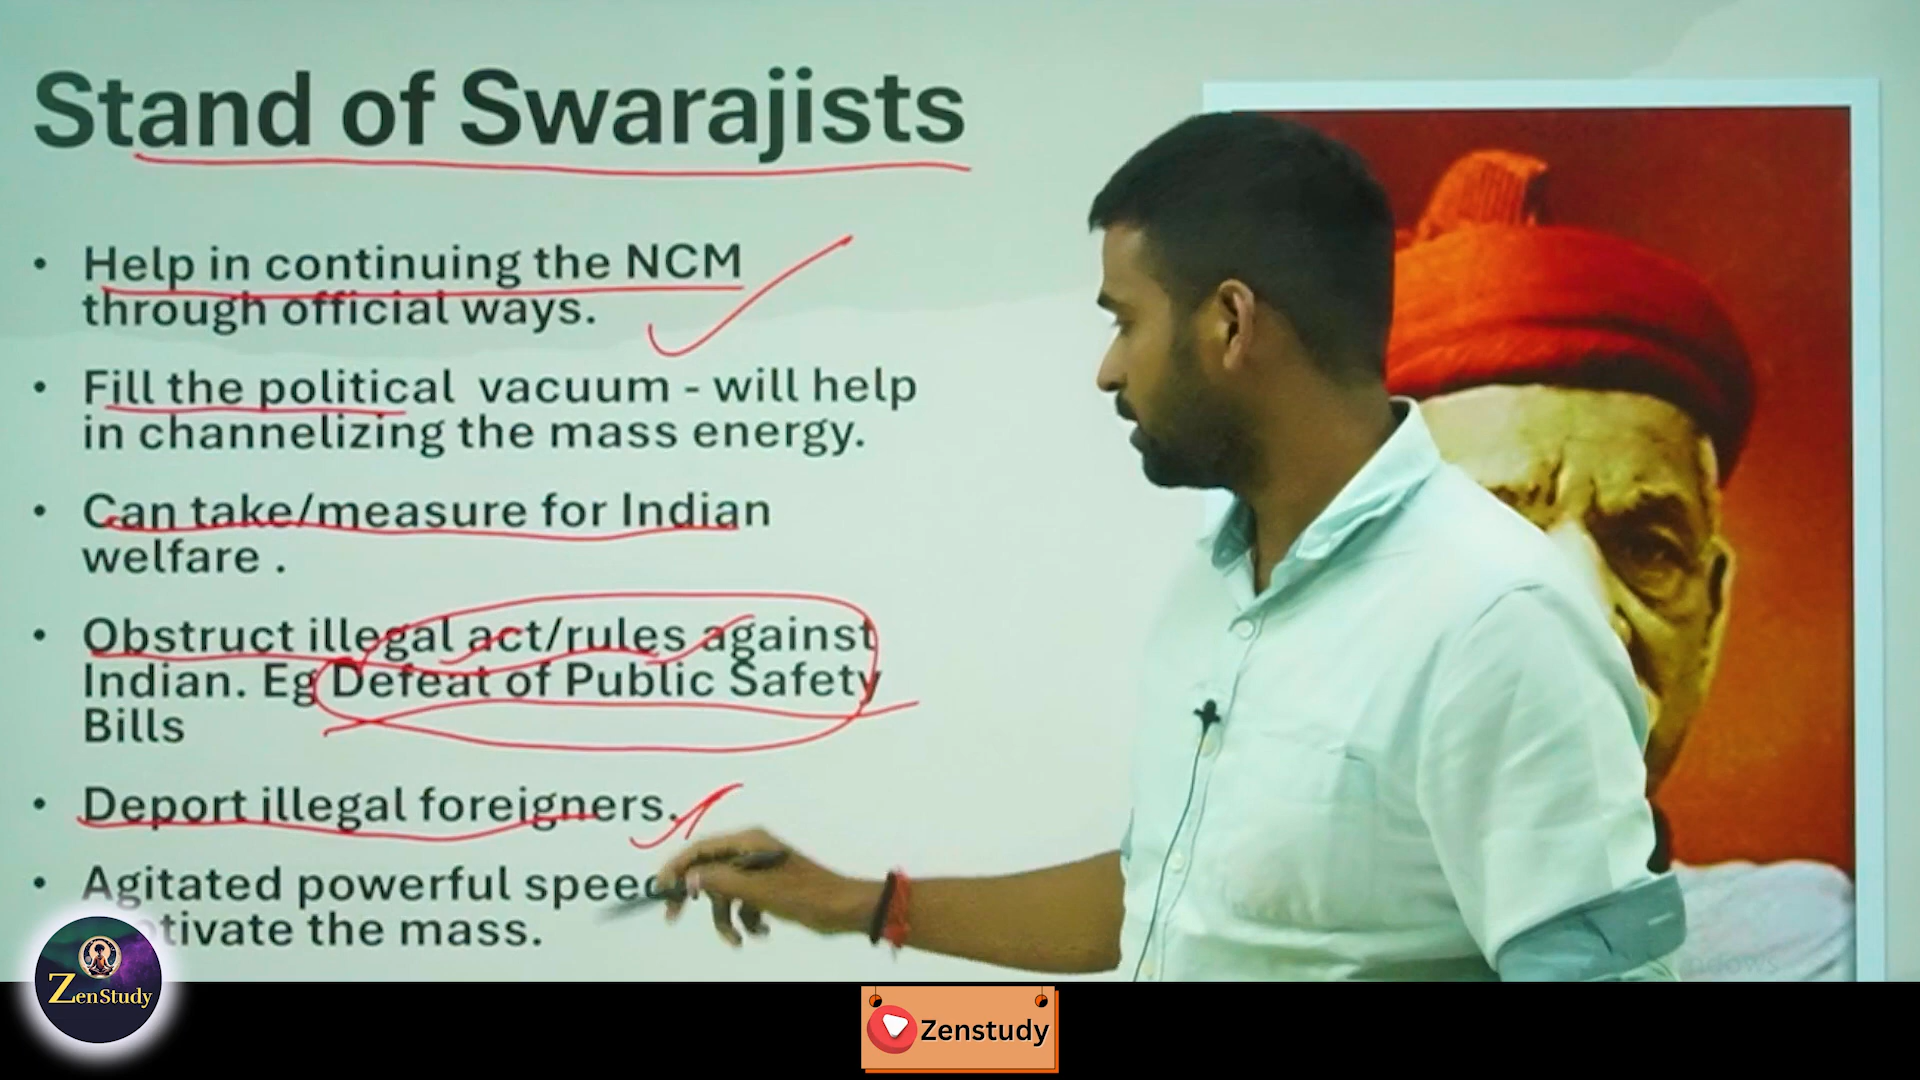 Stand of Swarajists
• Help in continuing the NCM
through official ways.
• Fill the political vacuum - will help
in channelizing the mass energy.
• Can take/measure for Indian
welfare .
• Obstruct illegal act/rules against
Indian. Eg Defeat of Public Safety
Bills
• Deport illegal foreigners.
• Agitated powerful
the mass.
ZenStudy
Zenstudy